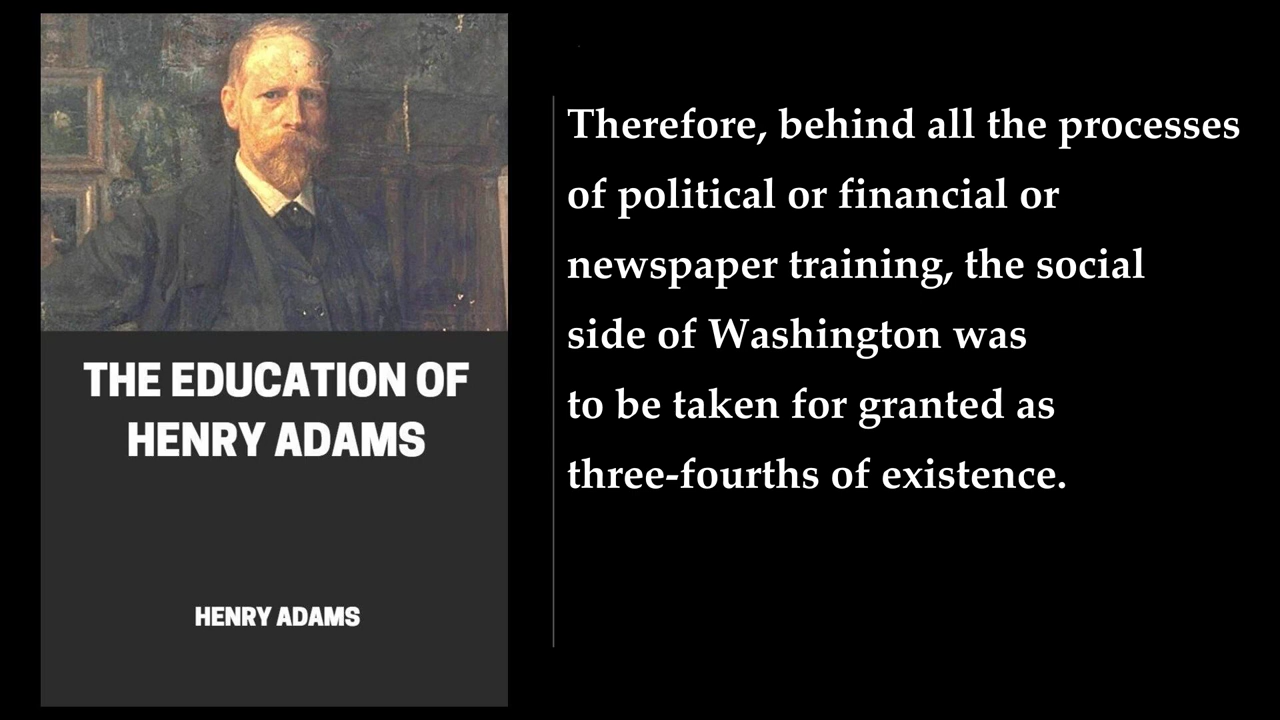 THE EDUCATION OF
HENRY ADAMS
HENRY ADAMS
Therefore, behind all the processes
of political or financial or
newspaper training, the social
side of Washington was
to be taken for granted as
three-fourths of existence.